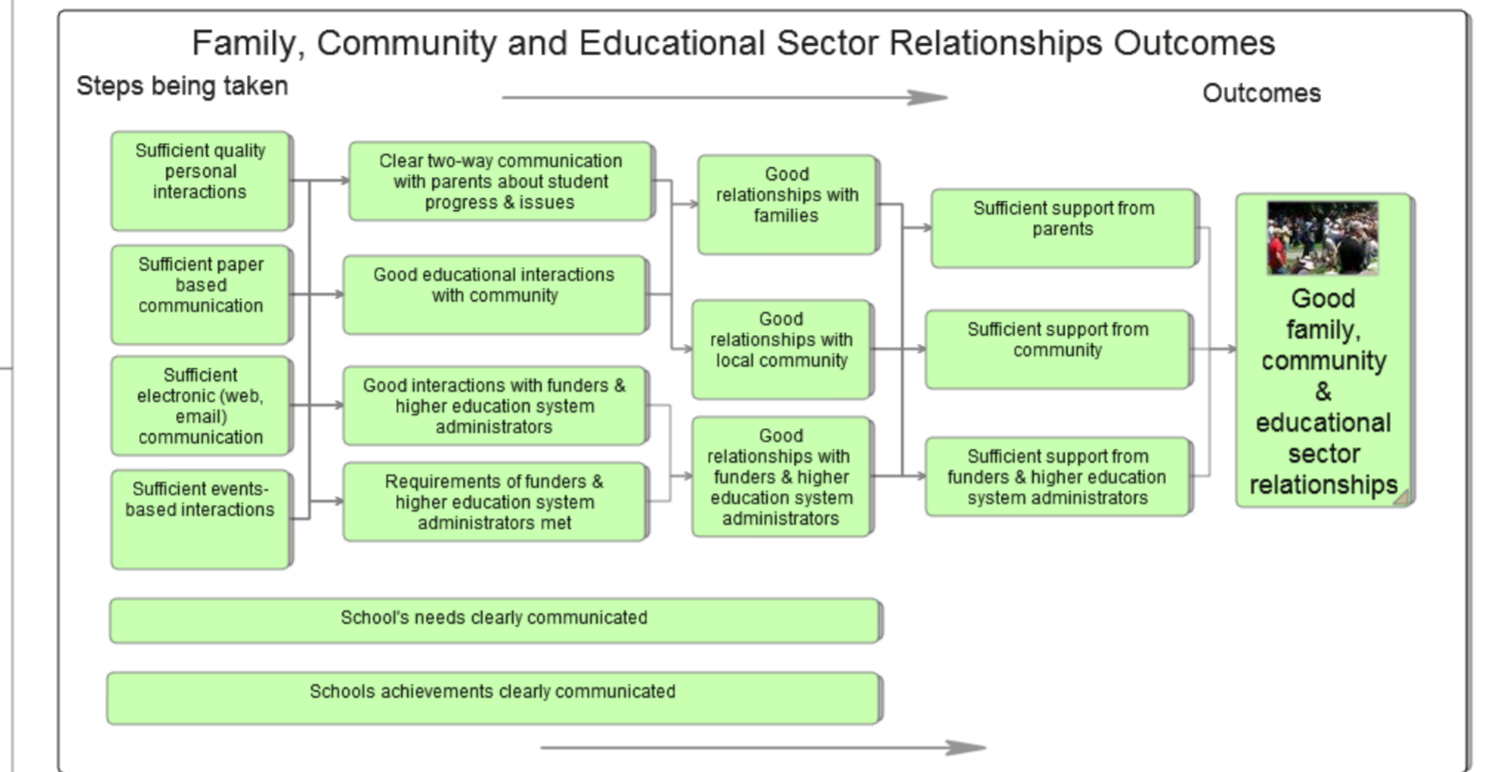 Family, Community and Educational Sector Relationships Outcomes
Steps being taken
Outcomes
Sufficient quality
personal
interactions
Sufficient paper
based
communication
Sufficient
electronic (web,
email)
communication
Sufficient events-
based interactions
Clear two-way communication
with parents about student
progress & issues
Good educational interactions
with community
Good interactions with funders &
higher education system
administrators
Requirements of funders &
higher education system
administrators met
Good
relationships with
families
Good
relationships with
local community
Good
relationships with
funders & higher
education system
administrators
Sufficient support from
parents
Sufficient support from
community
Sufficient support from
funders & higher education
system administrators
Good
family,
community
&
educational
sector
relationships
School's needs clearly communicated
Schools achievements clearly communicated